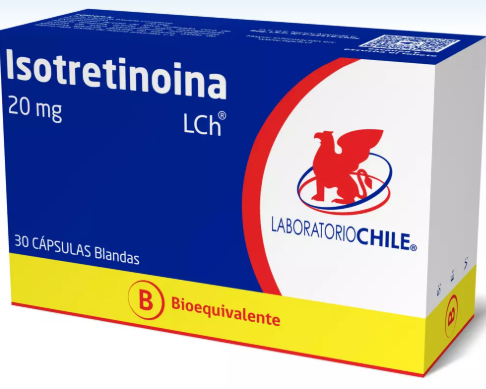 Isotretinoina
20 mg
LCh®
30 CÁPSULAS Blandas
B Bioequivalente
LABORATORIOCHILE®
B